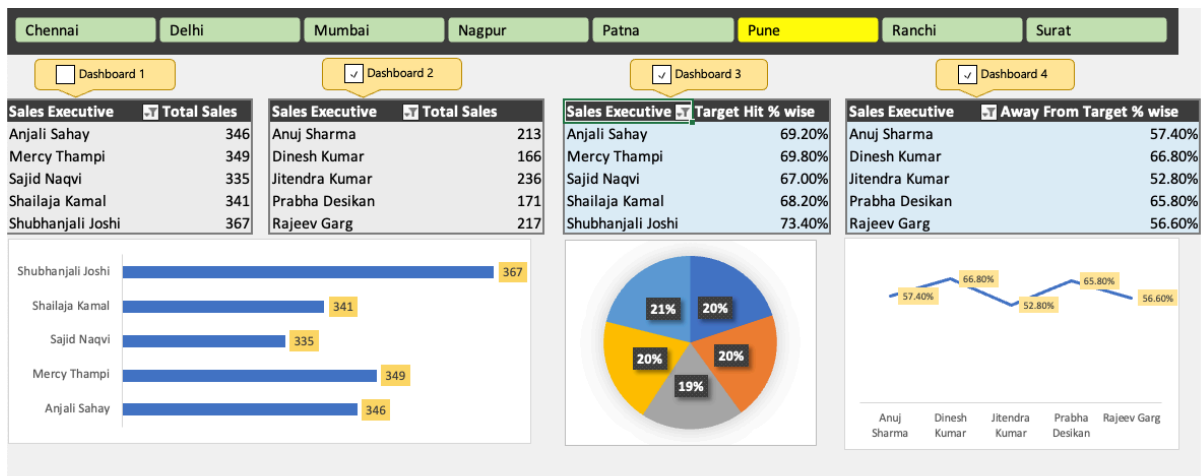 Chennai Delhi Mumbai Nagpur Patna Pune Ranchi Surat
Dashboard 1 Dashboard 2 Dashboard 3 Dashboard 4
Sales Executive Total Sales
Anjali Sahay 346
Mercy Thampi 349
Sajid Naqvi 335
Shailaja Kamal 341
Shubhanjali Joshi 367
Sales Executive Total Sales
Anuj Sharma 213
Dinesh Kumar 166
Jitendra Kumar 236
Prabha Desikan 171
Rajeev Garg 217
Sales Executive Target Hit % wise
Anjali Sahay 69.20%
Mercy Thampi 69.80%
Sajid Naqvi 67.00%
Shailaja Kamal 68.20%
Shubhanjali Joshi 73.40%
Sales Executive Away From Target % wise
Anuj Sharma 57.40%
Dinesh Kumar 66.80%
Jitendra Kumar 52.80%
Prabha Desikan 65.80%
Rajeev Garg 56.60%
Shubhanjali Joshi 367
Shailaja Kamal 341
Sajid Naqvi 335
Mercy Thampi 349
Anjali Sahay 346
21% 20%
20% 20%
19%
57.40% 66.80% 52.80% 65.80% 56.60%
Anuj Dinesh Jitendra Prabha Rajeev Garg
Sharma Kumar Kumar Desikan